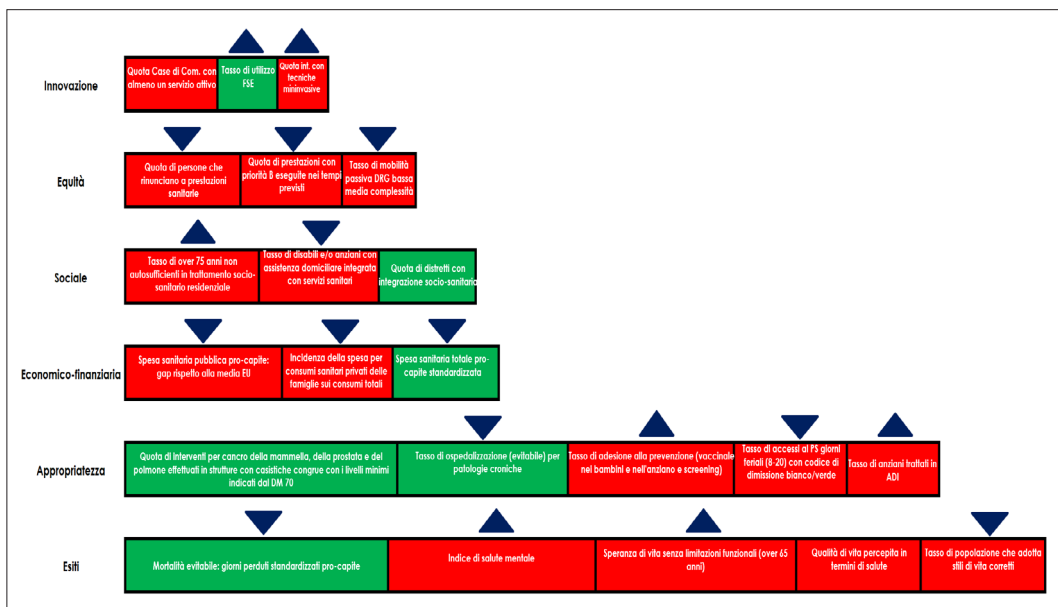 Innovazione
Quota Case di Com. con
almeno un servizio attivo
Tasso di utilizzo
FSE
Quota int. con
tecniche
mininvasive
Equità
Quota di persone che
rinunciano a prestazioni
sanitarie
Quota di prestazioni con
priorità B eseguite nei tempi
previsti
Tasso di mobilità
passiva DRG bassa
media complessità
Sociale
Tasso di over 75 anni non
autosufficienti in trattamento socio-
sanitario residenziale
Tasso di disabili e/o anziani con
assistenza domiciliare integrata
con servizi sanitari
Quota di distretti con
integrazione socio-sanitaria
Economico-finanziaria
Spesa sanitaria pubblica pro-capite:
gap rispetto alla media EU
Incidenza della spesa per
consumi sanitari privati delle
famiglie sui consumi totali
Spesa sanitaria totale pro-
capite standardizzata
Appropriatezza
Quota di interventi per cancro della mammella, della prostata e del
polmone effettuati in strutture con casistiche congrue con i livelli minimi
indicati dal DM 70
Tasso di ospedalizzazione (evitabile) per
patologie croniche
Tasso di adesione alla prevenzione (vaccinale
nei bambini e nell'anziano e screening)
Tasso di accessi al PS giorni
feriali (8-20) con codice di
dimissione bianco/verde
Tasso di anziani trattati in
ADI
Esiti
Mortalità evitabile: giorni perduti standardizzati pro-capite
Indice di salute mentale
Speranza di vita senza limitazioni funzionali (over 65
anni)
Qualità di vita percepita in
termini di salute
Tasso di popolazione che adotta
stili di vita corretti